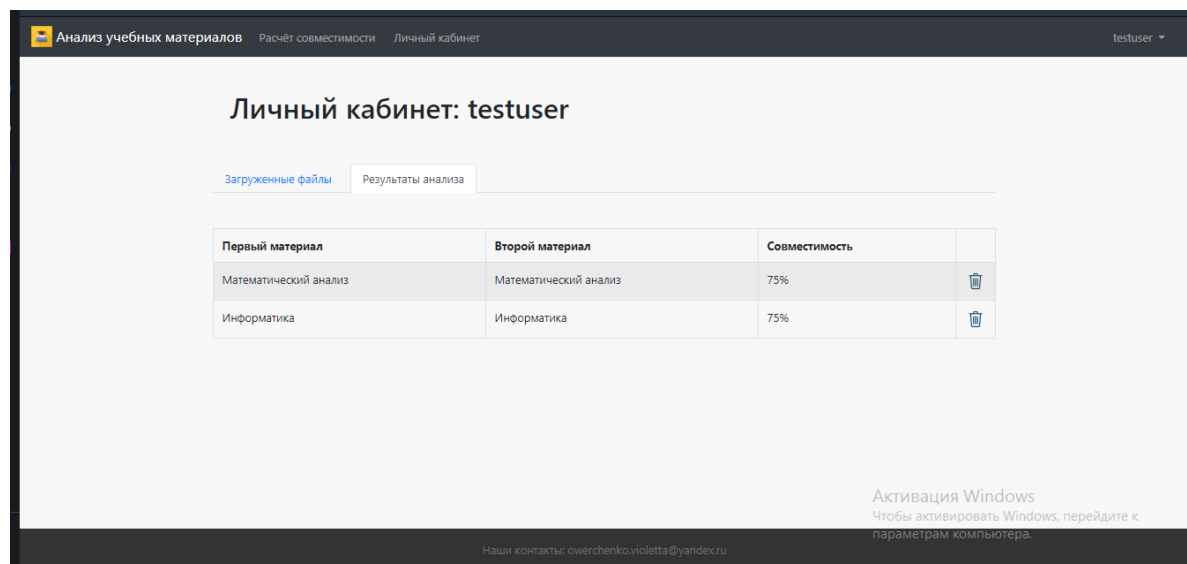 Анализ учебных материалов Расчёт совместимости Личный кабинет testuser
Личный кабинет: testuser
Загруженные файлы Результаты анализа
Первый материал Второй материал Совместимость
Математический анализ Математический анализ 75%
Информатика Информатика 75%
Активация Windows
Чтобы активировать Windows, перейдите к
параметрам компьютера.
Наши контакты: owerchenko.violetta@yandex.ru